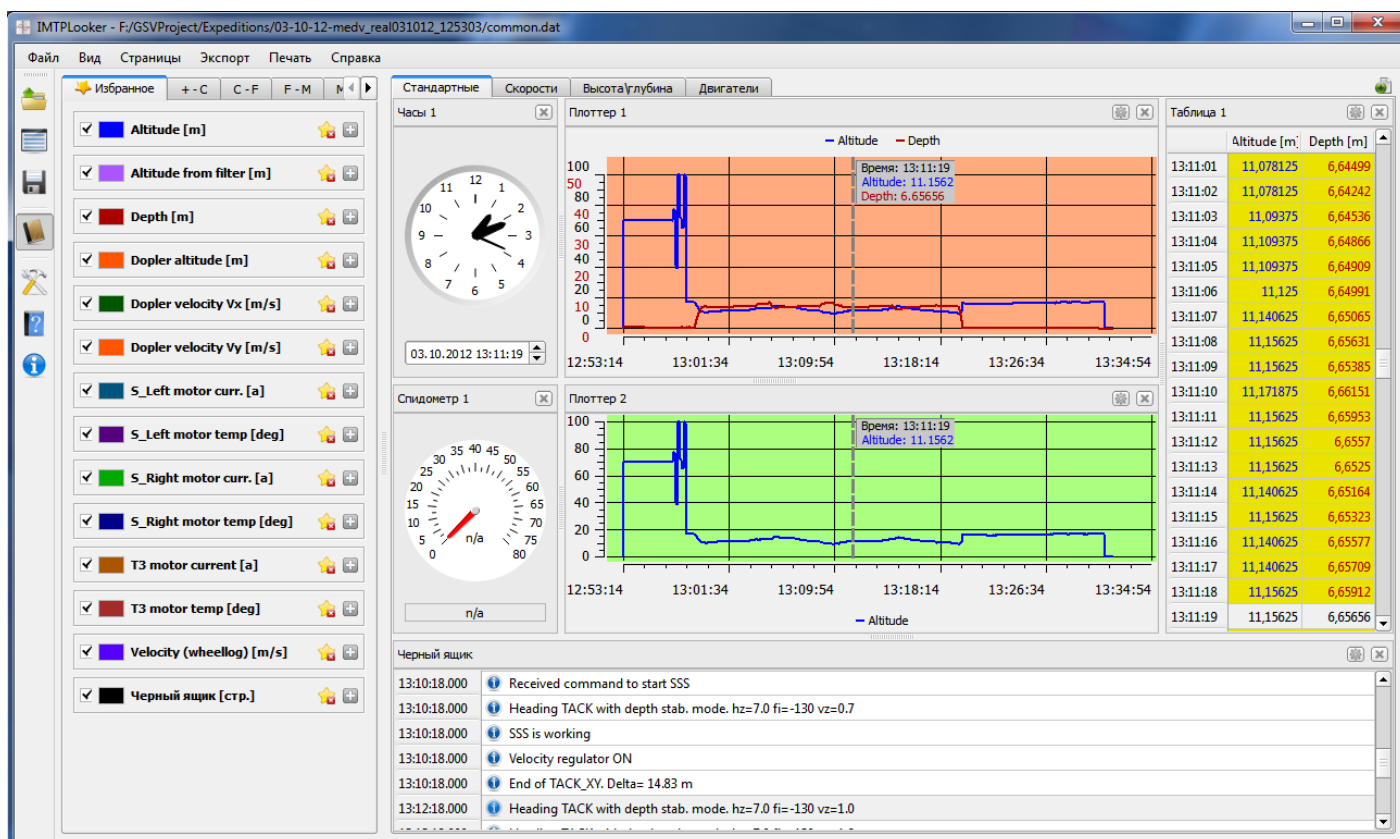 IMTPLooker - F:/GSVProject/Expeditions/03-10-12-medv_real031012_125303/common.dat
Файл Вид Страницы Экспорт Печать Справка
Избранное + - C C - F F - M
Altitude [m]
Altitude from filter [m]
Depth [m]
Dopler altitude [m]
Dopler velocity Vx [m/s]
Dopler velocity Vy [m/s]
S_Left motor curr. [a]
S_Left motor temp [deg]
S_Right motor curr. [a]
S_Right motor temp [deg]
T3 motor current [a]
T3 motor temp [deg]
Velocity (wheellog) [m/s]
Черный ящик [стр.]
Стандартные Скорости Высота\глубина Двигатели
Часы 1
12 1 2 3 4 5 6 7 8 9 10 11
03.10.2012 13:11:19
Спидометр 1
0 5 10 15 20 25 30 35 40 45 50 55 60 65 70 75 80
n/a
n/a
Плоттер 1
Altitude Depth
100
50
80
40
60
30
40
20
20
10
0
0
Время: 13:11:19
Altitude: 11.1562
Depth: 6.65656
12:53:14 13:01:34 13:09:54 13:18:14 13:26:34 13:34:54
Плоттер 2
100
80
60
40
20
0
Время: 13:11:19
Altitude: 11.1562
12:53:14 13:01:34 13:09:54 13:18:14 13:26:34 13:34:54
Altitude
Таблица 1
Altitude [m] Depth [m]
13:11:01 11,078125 6,64499
13:11:02 11,078125 6,64242
13:11:03 11,09375 6,64536
13:11:04 11,109375 6,64866
13:11:05 11,109375 6,64909
13:11:06 11,125 6,64991
13:11:07 11,140625 6,65065
13:11:08 11,15625 6,65631
13:11:09 11,15625 6,65385
13:11:10 11,171875 6,66151
13:11:11 11,15625 6,65953
13:11:12 11,15625 6,6557
13:11:13 11,15625 6,6525
13:11:14 11,140625 6,65164
13:11:15 11,15625 6,65323
13:11:16 11,140625 6,65577
13:11:17 11,140625 6,65709
13:11:18 11,15625 6,65912
13:11:19 11,15625 6,65656
Черный ящик
13:10:18.000 Received command to start SSS
13:10:18.000 Heading TACK with depth stab. mode. hz=7.0 fi=-130 vz=0.7
13:10:18.000 SSS is working
13:10:18.000 Velocity regulator ON
13:10:18.000 End of TACK_XY. Delta= 14.83 m
13:12:18.000 Heading TACK with depth stab. mode. hz=7.0 fi=-130 vz=1.0